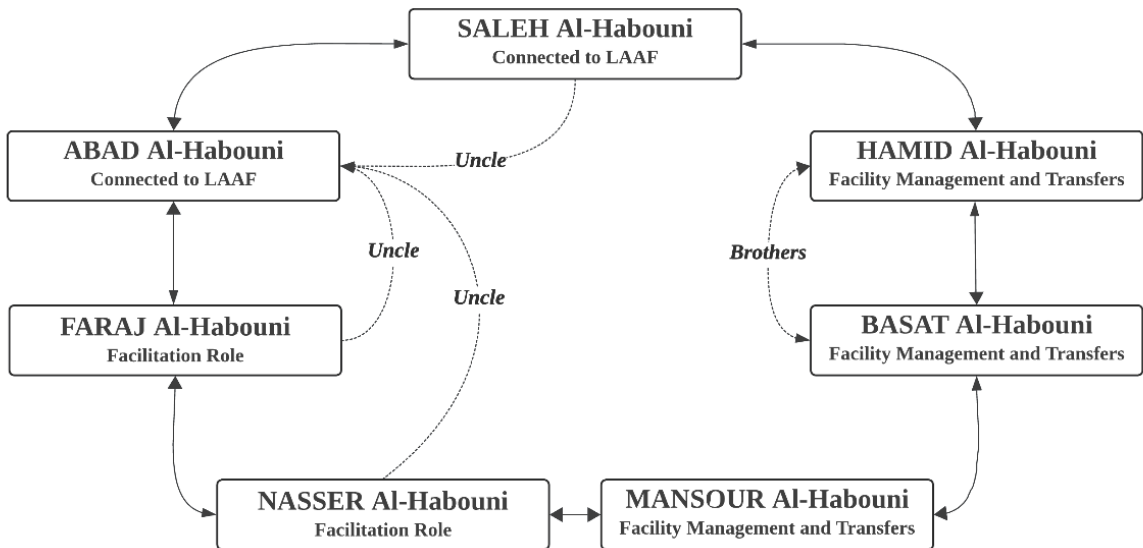 SALEH Al-Habouni
Connected to LAAF
ABAD Al-Habouni
Connected to LAAF
Uncle
HAMID Al-Habouni
Facility Management and Transfers
Uncle
Brothers
Uncle
FARAJ Al-Habouni
Facilitation Role
BASAT Al-Habouni
Facility Management and Transfers
NASSER Al-Habouni
Facilitation Role
MANSOUR Al-Habouni
Facility Management and Transfers